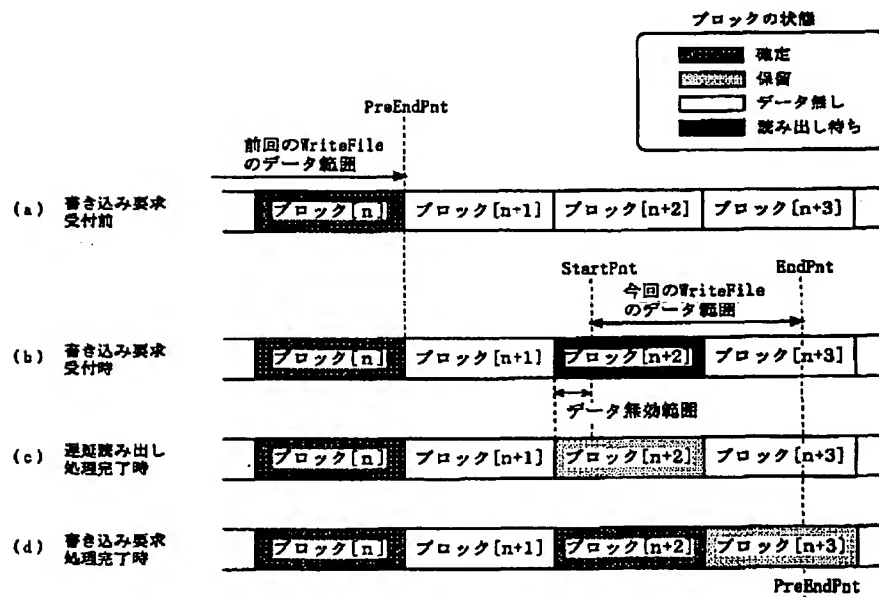 ブロックの状態
確定
保留
データ無し
読み出し待ち
PreEndPnt
前回のWriteFile
のデータ範囲
(a) 書き込み要求
受付前
ブロック[n]
ブロック[n+1]
ブロック[n+2]
ブロック[n+3]
StartPnt
EndPnt
今回のWriteFile
のデータ範囲
(b) 書き込み要求
受付時
ブロック[n]
ブロック[n+1]
ブロック[n+2]
ブロック[n+3]
データ無効範囲
(c) 遅延読み出し
処理完了時
ブロック[n]
ブロック[n+1]
ブロック[n+2]
ブロック[n+3]
(d) 書き込み要求
処理完了時
ブロック[n]
ブロック[n+1]
ブロック[n+2]
ブロック[n+3]
PreEndPnt